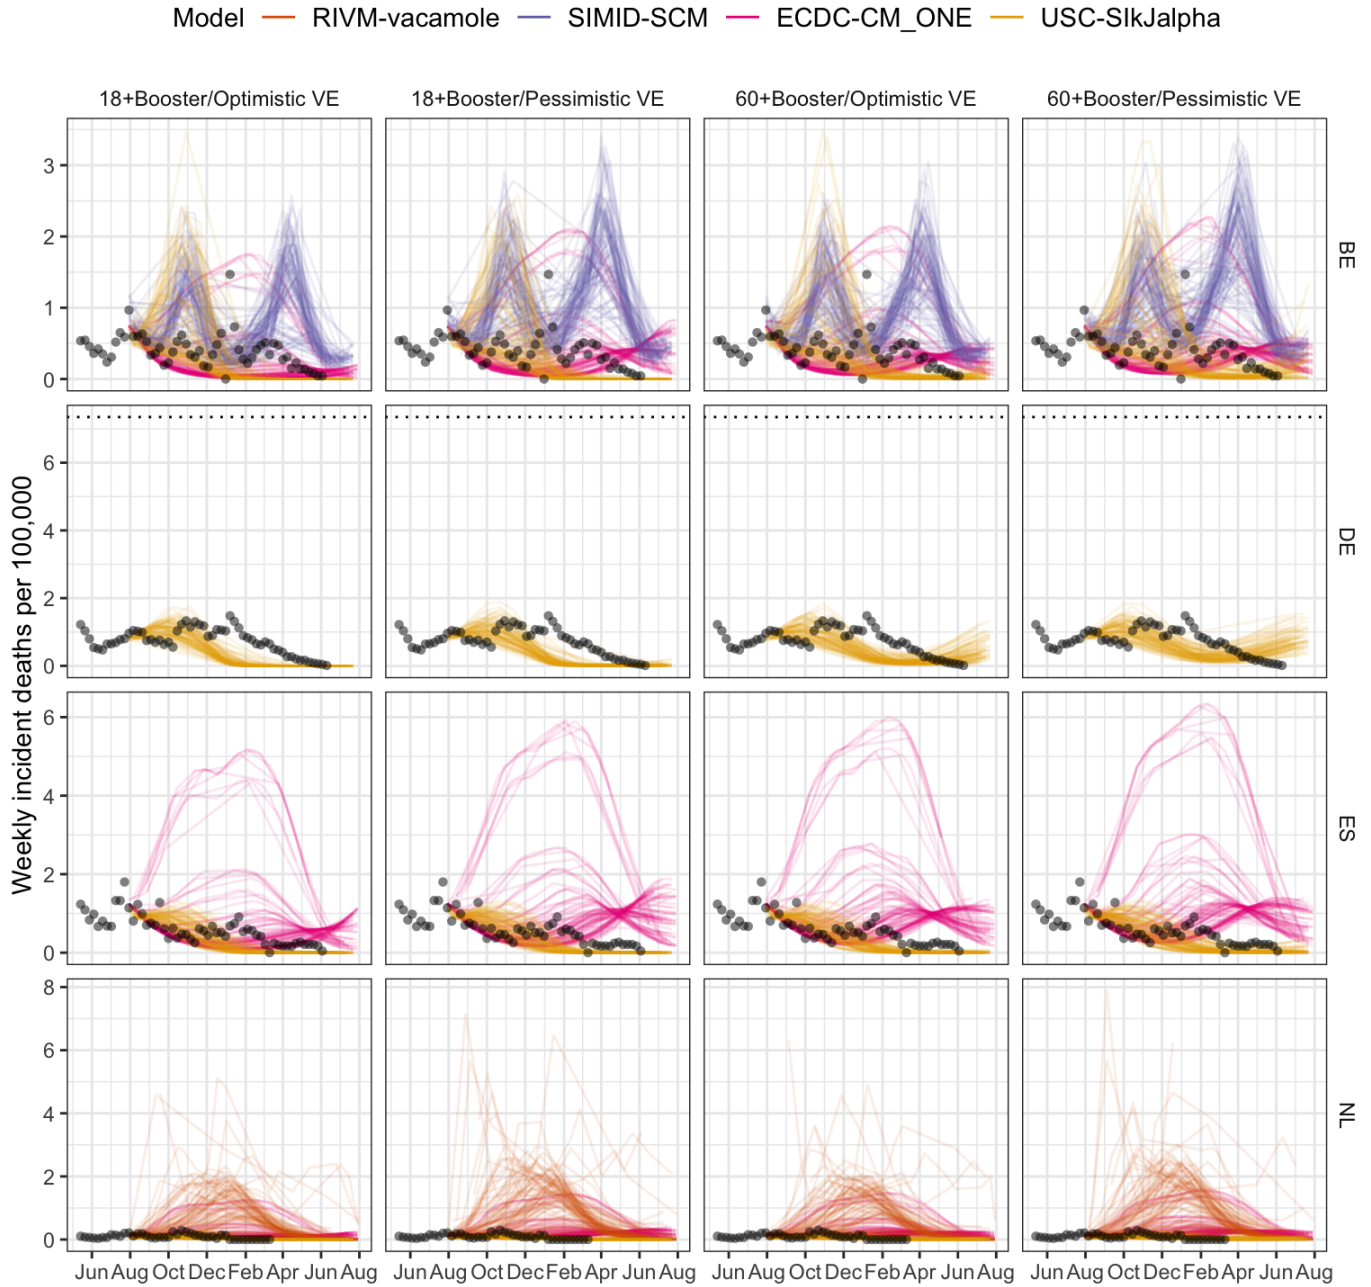 Model RIVM-vacamole SIMID-SCM ECDC-CM_ONE USC-SIkJalpha
18+Booster/Optimistic VE 18+Booster/Pessimistic VE 60+Booster/Optimistic VE 60+Booster/Pessimistic VE
Weekly incident deaths per 100,000
3
2
1
0
BE
6
4
2
0
DE
6
4
2
0
ES
8
6
4
2
0
NL
Jun Aug Oct Dec Feb Apr Jun Aug Jun Aug Oct Dec Feb Apr Jun Aug Jun Aug Oct Dec Feb Apr Jun Aug Jun Aug Oct Dec Feb Apr Jun Aug